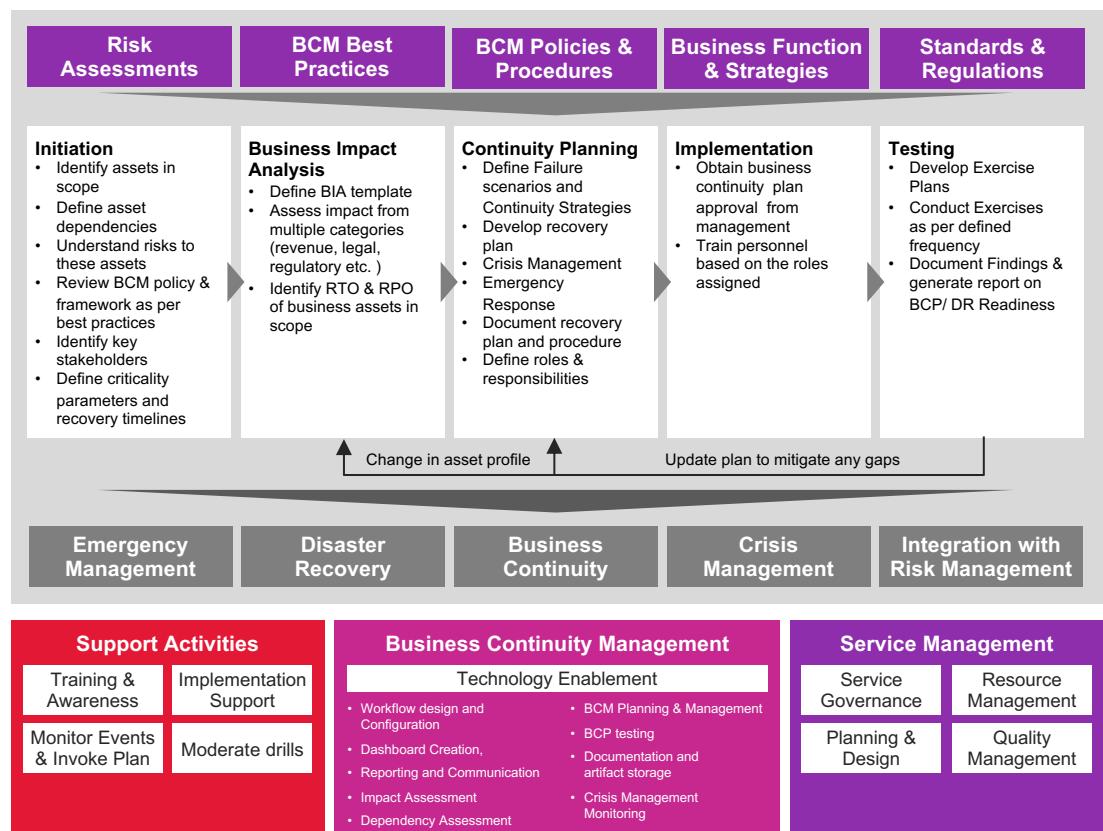 Risk
Assessments
BCM Best
Practices
BCM Policies &
Procedures
Business Function
& Strategies
Standards &
Regulations
Initiation
• Identify assets in
scope
• Define asset
dependencies
• Understand risks to
these assets
• Review BCM policy &
framework as per
best practices
• Identify key
stakeholders
• Define criticality
parameters and
recovery timelines
Business Impact
Analysis
• Define BIA template
• Assess impact from
multiple categories
(revenue, legal,
regulatory etc. )
• Identify RTO & RPO
of business assets in
scope
Continuity Planning
• Define Failure
scenarios and
Continuity Strategies
• Develop recovery
plan
• Crisis Management
• Emergency
Response
• Document recovery
plan and procedure
• Define roles &
responsibilities
Implementation
• Obtain business
continuity plan
approval from
management
• Train personnel
based on the roles
assigned
Testing
• Develop Exercise
Plans
• Conduct Exercises
as per defined
frequency
• Document Findings &
generate report on
BCP/ DR Readiness
Change in asset profile
Update plan to mitigate any gaps
Emergency
Management
Disaster
Recovery
Business
Continuity
Crisis
Management
Integration with
Risk Management
Support Activities
Training &
Awareness
Implementation
Support
Monitor Events
& Invoke Plan
Moderate drills
Business Continuity Management
Technology Enablement
• Workflow design and
Configuration
• Dashboard Creation,
• Reporting and Communication
• Impact Assessment
• Dependency Assessment
• BCM Planning & Management
• BCP testing
• Documentation and
artifact storage
• Crisis Management
Monitoring
Service Management
Service
Governance
Resource
Management
Planning &
Design
Quality
Management